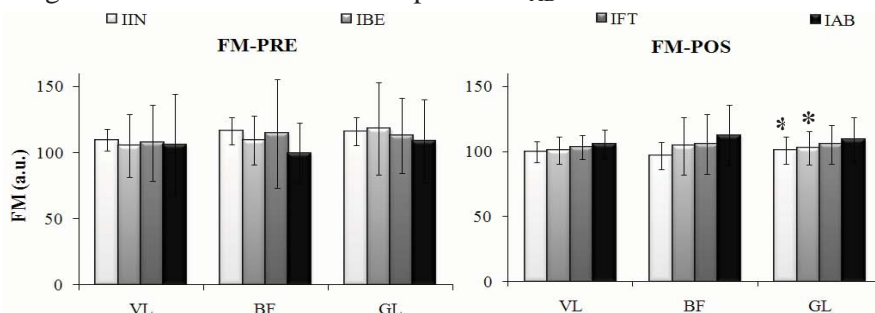 IIN IBE IFT IAB
FM-PRE FM-POS
150 150
* *
100 100
FM (a.u.)
50 50
0 0
VL BF GL VL BF GL